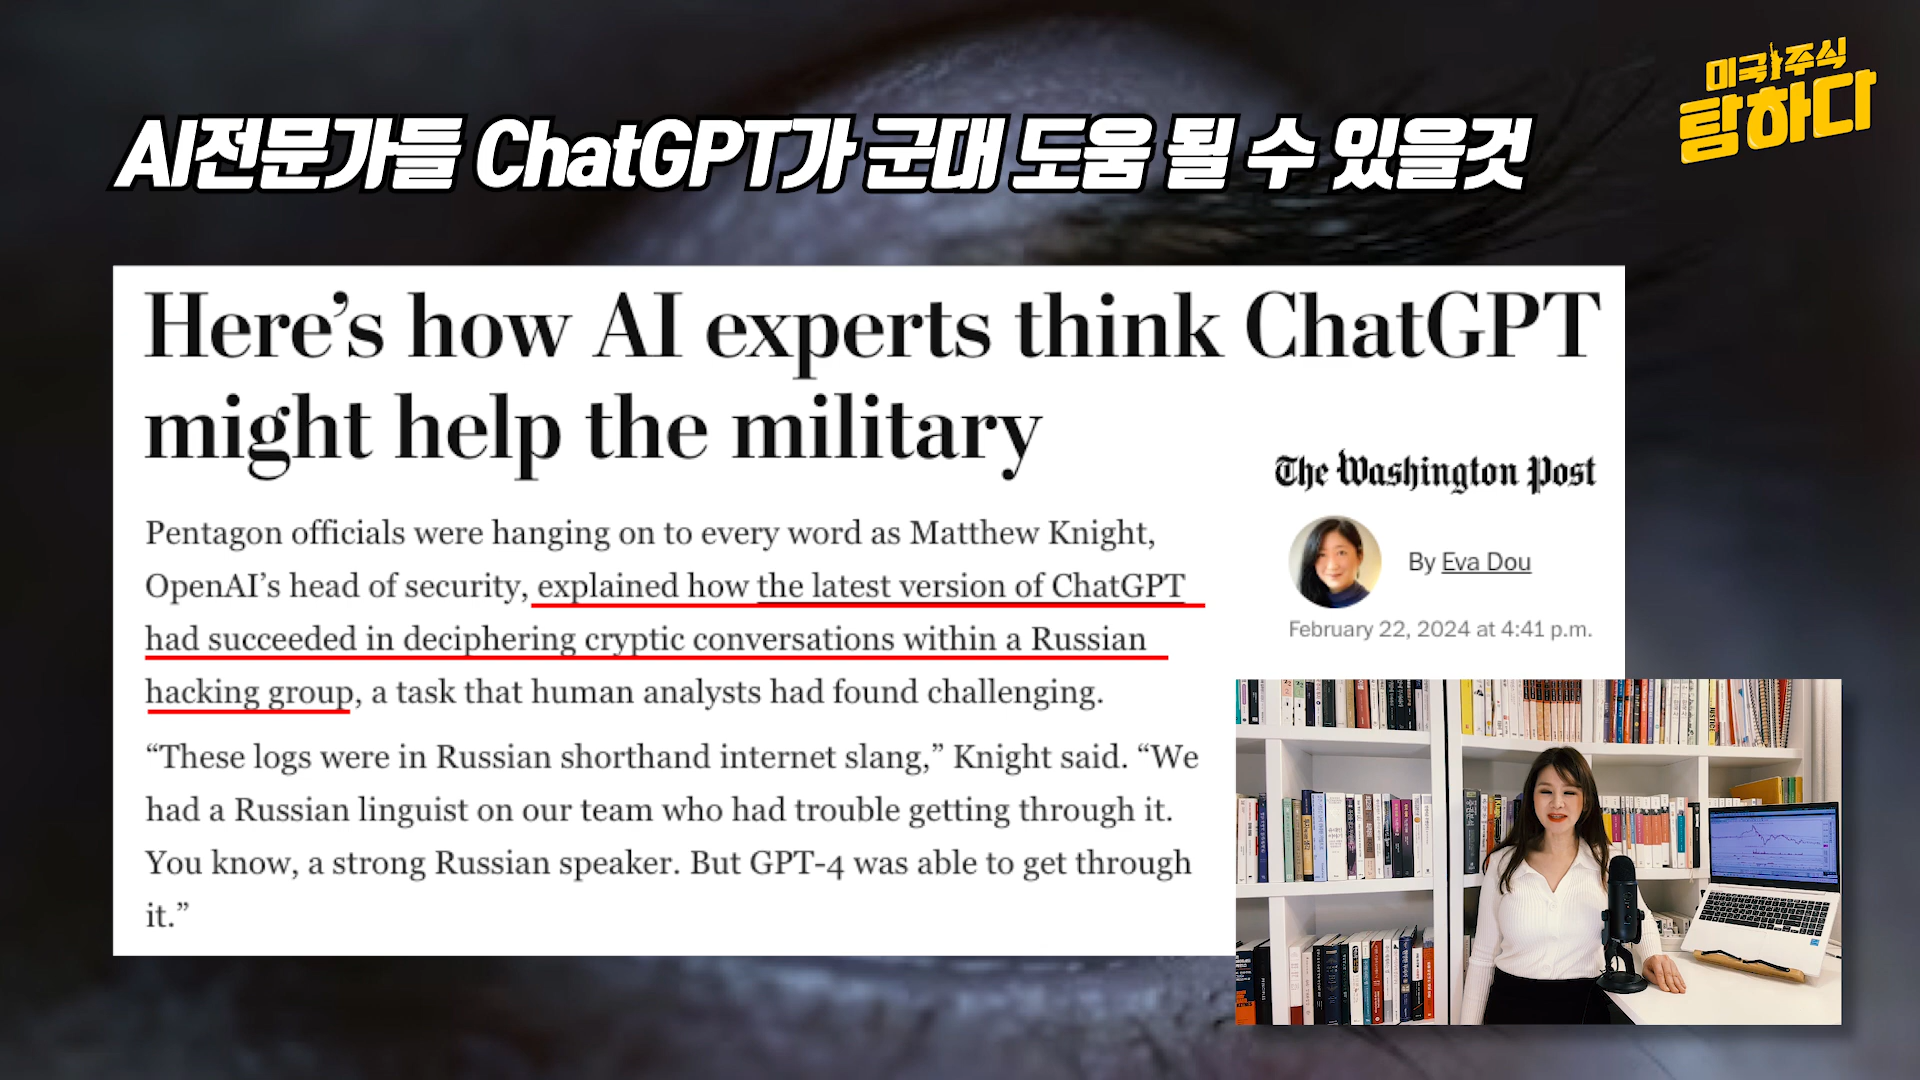 미국주식
탐하다
AI전문가들 ChatGPT가 군대 도움 될 수 있을것
Here’s how AI experts think ChatGPT
might help the military
The Washington Post
By Eva Dou
February 22, 2024 at 4:41 p.m.
Pentagon officials were hanging on to every word as Matthew Knight,
OpenAI’s head of security, explained how the latest version of ChatGPT
had succeeded in deciphering cryptic conversations within a Russian
hacking group, a task that human analysts had found challenging.
“These logs were in Russian shorthand internet slang,” Knight said. “We
had a Russian linguist on our team who had trouble getting through it.
You know, a strong Russian speaker. But GPT-4 was able to get through
it.”